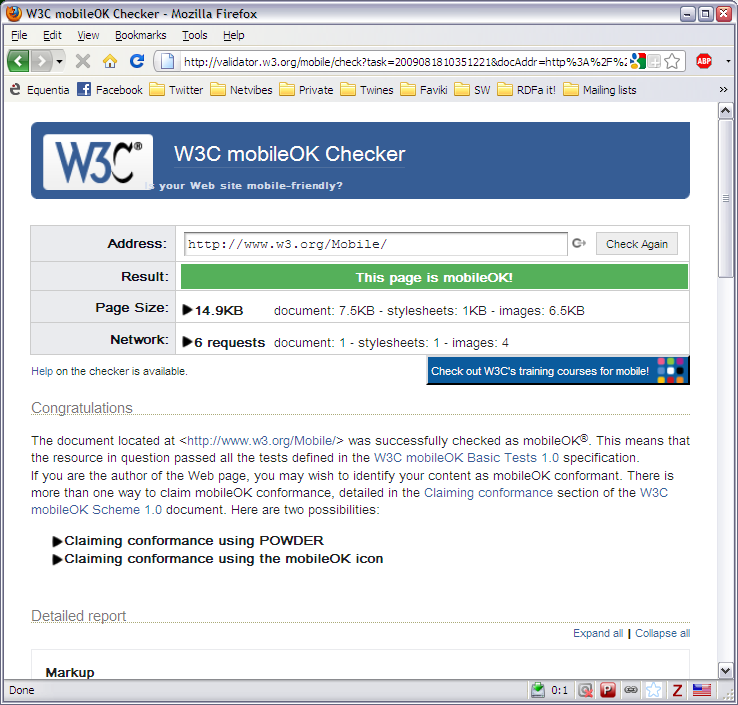 W3C mobileOK Checker - Mozilla Firefox
File Edit View Bookmarks Tools Help
http://validator.w3.org/mobile/check?task=2009081810351221&docAddr=http%3A%2F%2
ABP
Equentia Facebook Twitter Netvibes Private Twines Faviki SW RDFa it! Mailing lists »
W3C® W3C mobileOK Checker
Is your Web site mobile-friendly?
Address: http://www.w3.org/Mobile/ Check Again
Result: This page is mobileOK!
Page Size: 14.9KB document: 7.5KB - stylesheets: 1KB - images: 6.5KB
Network: 6 requests document: 1 - stylesheets: 1 - images: 4
Help on the checker is available.
Check out W3C's training courses for mobile!
Congratulations
The document located at <http://www.w3.org/Mobile/> was successfully checked as mobileOK®. This means that
the resource in question passed all the tests defined in the W3C mobileOK Basic Tests 1.0 specification.
If you are the author of the Web page, you may wish to identify your content as mobileOK conformant. There is
more than one way to claim mobileOK conformance, detailed in the Claiming conformance section of the W3C
mobileOK Scheme 1.0 document. Here are two possibilities:
Claiming conformance using POWDER
Claiming conformance using the mobileOK icon
Detailed report
Expand all | Collapse all
Markup
Done 0:1 P Z